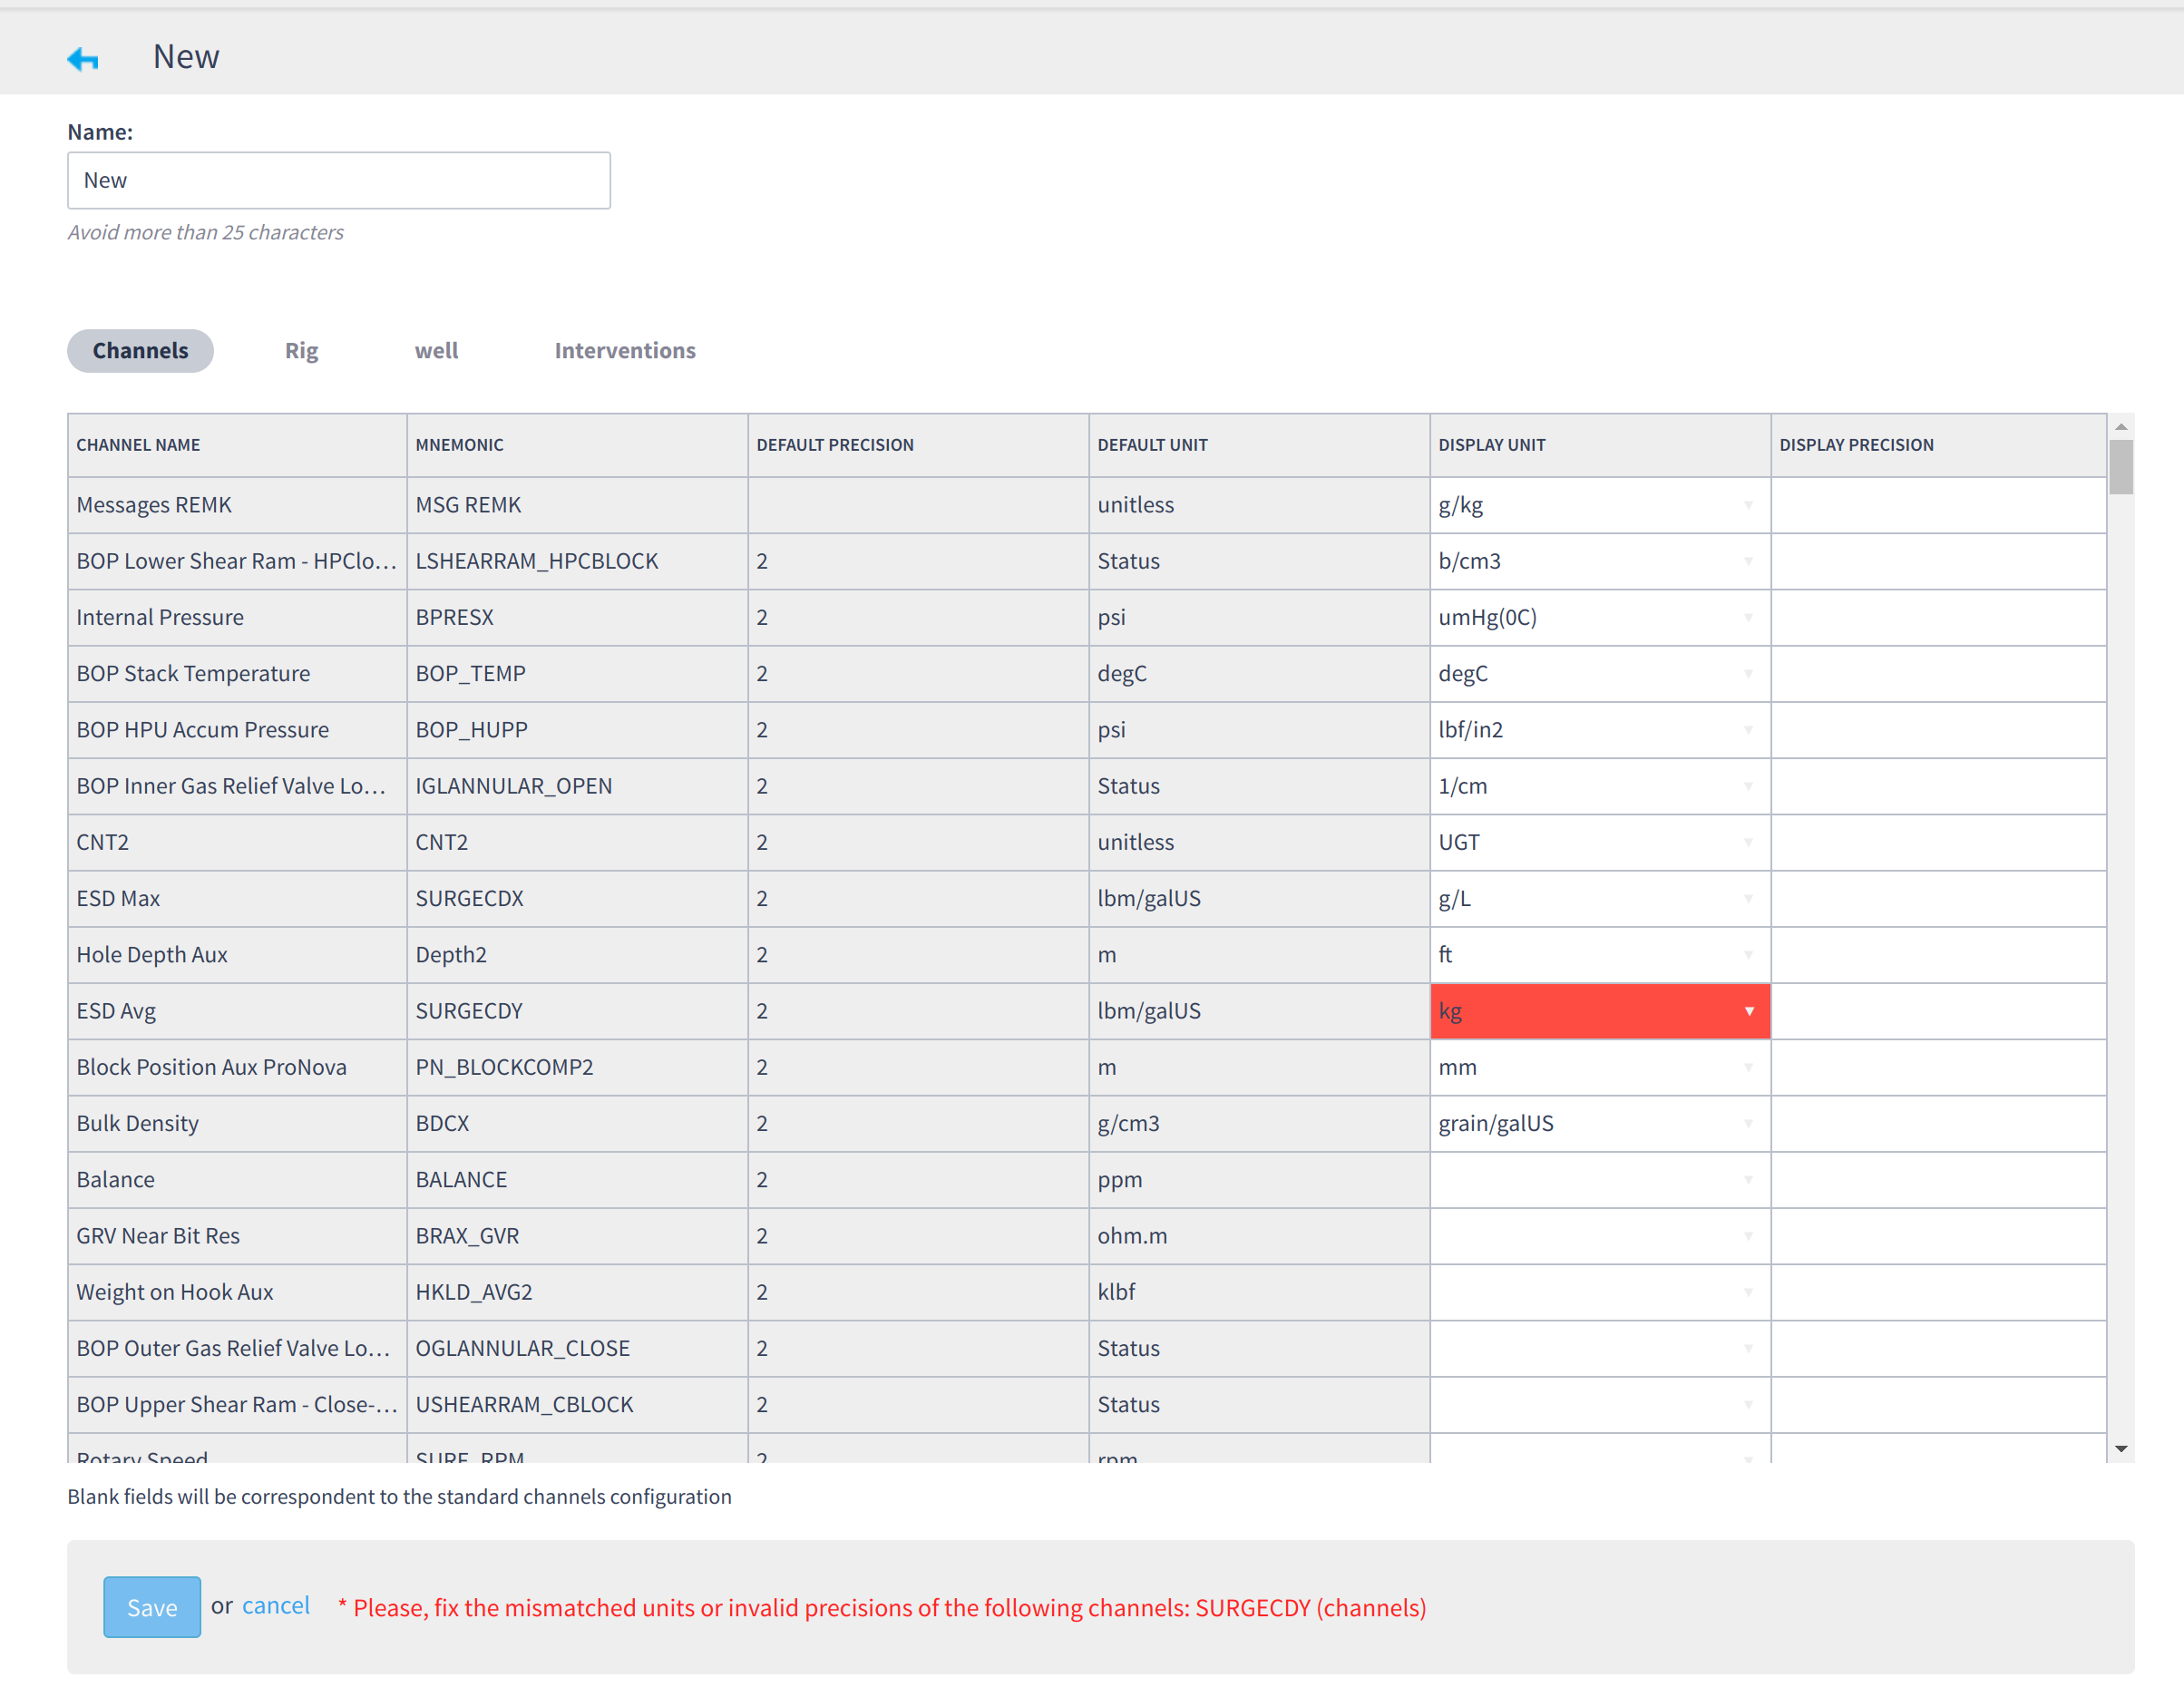 New
Name:
New
Avoid more than 25 characters
Channels Rig well Interventions
CHANNEL NAME MNEMONIC DEFAULT PRECISION DEFAULT UNIT DISPLAY UNIT DISPLAY PRECISION
Messages REMK MSG REMK unitless g/kg
BOP Lower Shear Ram - HPClo... LSHEARRAM_HPCBLOCK 2 Status b/cm3
Internal Pressure BPRESX 2 psi umHg(0C)
BOP Stack Temperature BOP_TEMP 2 degC degC
BOP HPU Accum Pressure BOP_HUPP 2 psi lbf/in2
BOP Inner Gas Relief Valve Lo... IGLANNULAR_OPEN 2 Status 1/cm
CNT2 CNT2 2 unitless UGT
ESD Max SURGECDX 2 lbm/galUS g/L
Hole Depth Aux Depth2 2 m ft
ESD Avg SURGECDY 2 lbm/galUS kg
Block Position Aux ProNova PN_BLOCKCOMP2 2 m mm
Bulk Density BDCX 2 g/cm3 grain/galUS
Balance BALANCE 2 ppm
GRV Near Bit Res BRAX_GVR 2 ohm.m
Weight on Hook Aux HKLD_AVG2 2 klbf
BOP Outer Gas Relief Valve Lo... OGLANNULAR_CLOSE 2 Status
BOP Upper Shear Ram - Close-... USHEARRAM_CBLOCK 2 Status
Rotary Speed SURF_RPM 2 rpm
Blank fields will be correspondent to the standard channels configuration
Save or cancel * Please, fix the mismatched units or invalid precisions of the following channels: SURGECDY (channels)